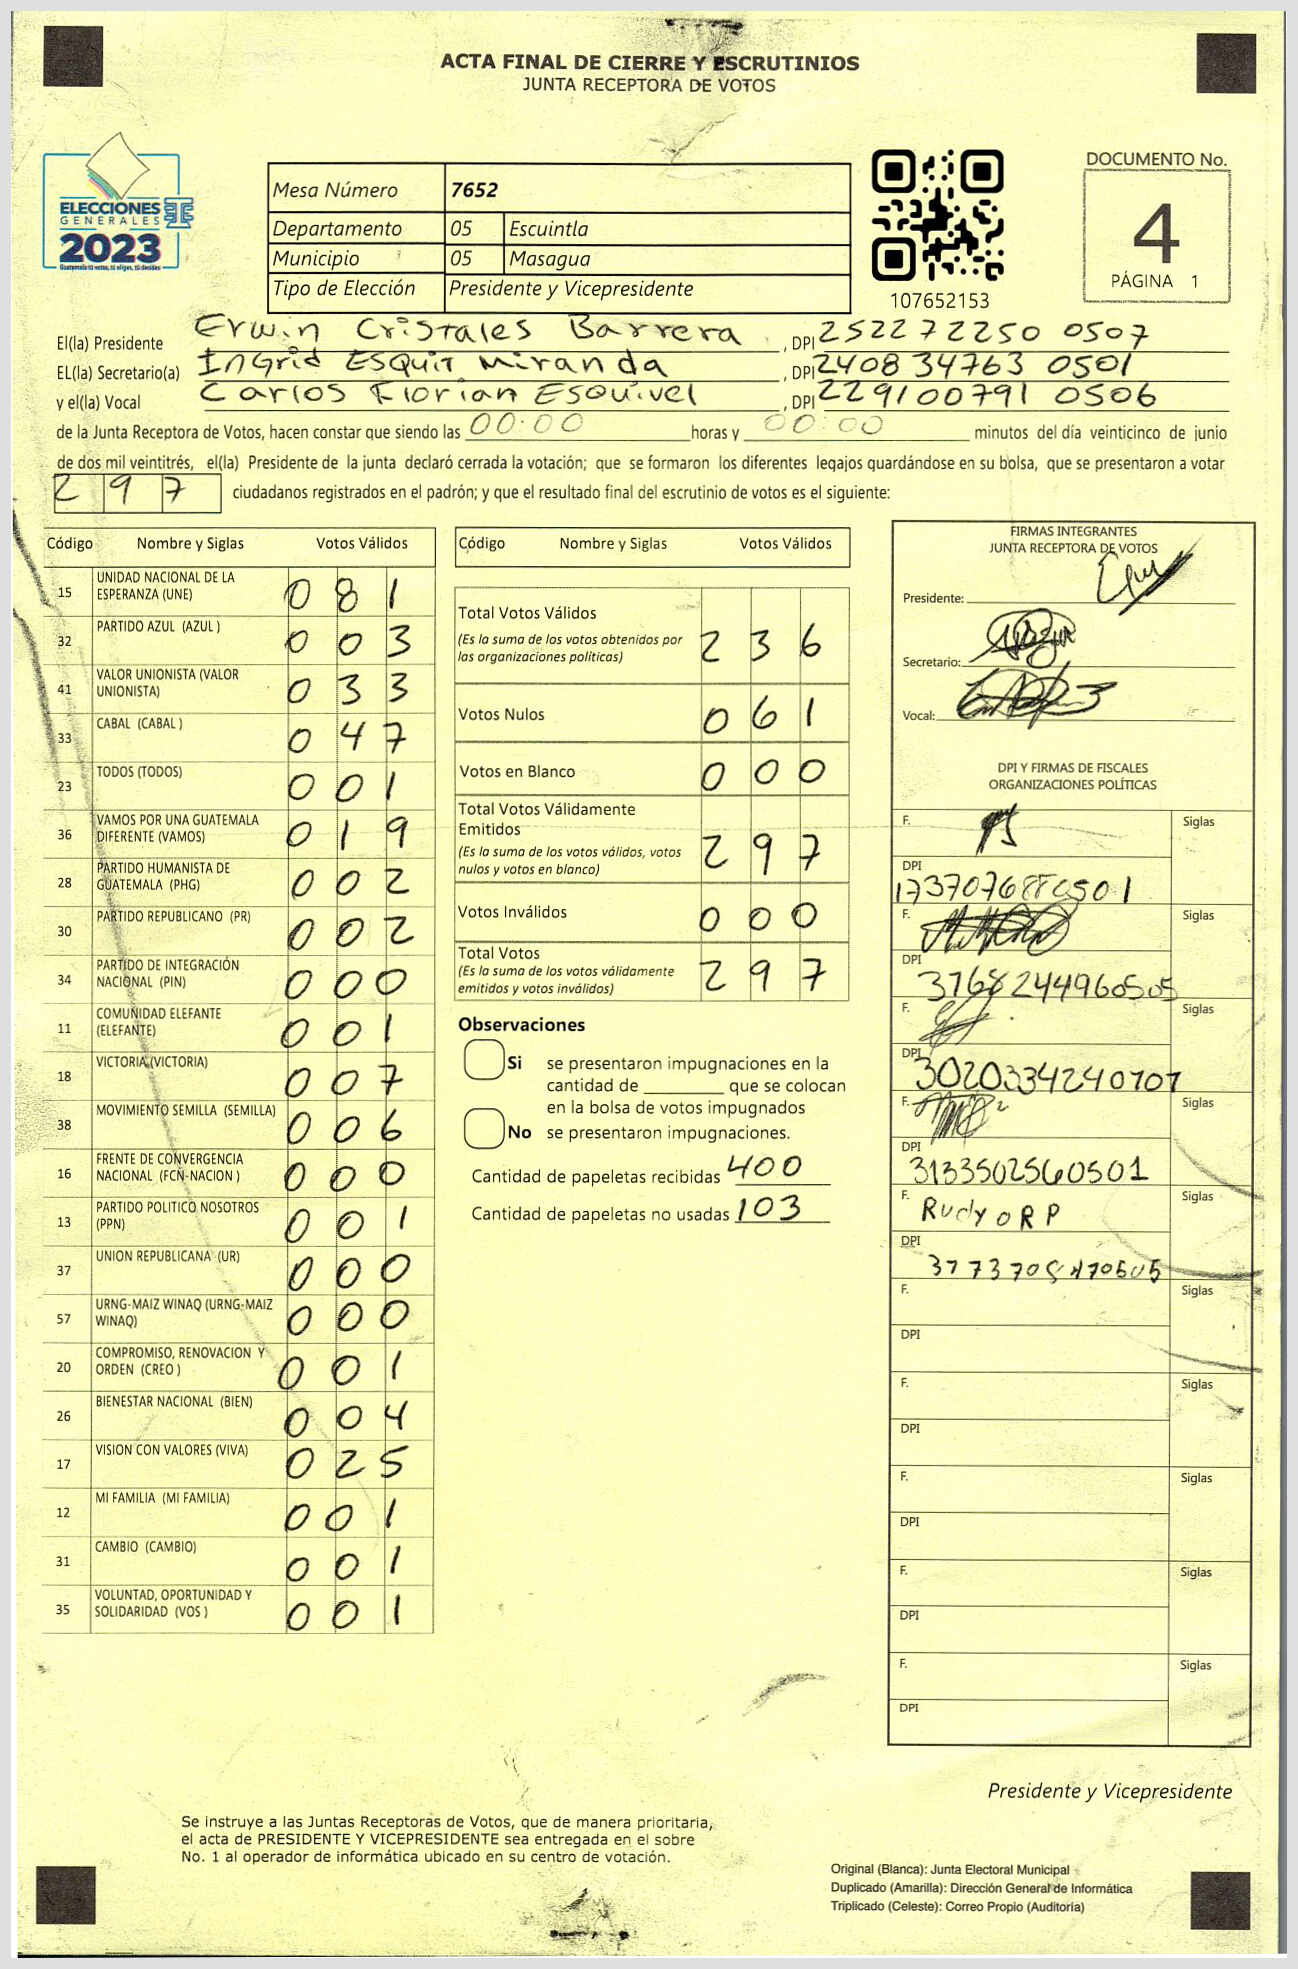 ACTA FINAL DE CIERRE Y ESCRUTINIOS
JUNTA RECEPTORA DE VOTOS
ELECCIONES
GENERALES
2023
Guatemala tú votas, tú eliges, tú decides
Mesa Número 7652
Departamento 05 Escuintla
Municipio 05 Masagua
Tipo de Elección Presidente y Vicepresidente
107652153
DOCUMENTO No.
4
PÁGINA 1
El(la) Presidente Erwin Cristales Barrera, DPI 252272250 0507
EL(la) Secretario(a) Ingrid Esquit Miranda, DPI 240834763 0501
y el(la) Vocal Carlos Florian Esquivel, DPI 229100791 0506
de la Junta Receptora de Votos, hacen constar que siendo las 00:00 horas y 00:00 minutos del día veinticinco de junio
de dos mil veintitrés, el(la) Presidente de la junta declaró cerrada la votación; que se formaron los diferentes legajos guardándose en su bolsa, que se presentaron a votar
297 ciudadanos registrados en el padrón; y que el resultado final del escrutinio de votos es el siguiente:
Código Nombre y Siglas Votos Válidos
15 UNIDAD NACIONAL DE LA ESPERANZA (UNE) 081
32 PARTIDO AZUL (AZUL ) 003
41 VALOR UNIONISTA (VALOR UNIONISTA) 033
33 CABAL (CABAL ) 047
23 TODOS (TODOS) 001
36 VAMOS POR UNA GUATEMALA DIFERENTE (VAMOS) 019
28 PARTIDO HUMANISTA DE GUATEMALA (PHG) 002
30 PARTIDO REPUBLICANO (PR) 002
34 PARTIDO DE INTEGRACIÓN NACIONAL (PIN) 000
11 COMUNIDAD ELEFANTE (ELEFANTE) 001
18 VICTORIA (VICTORIA) 007
38 MOVIMIENTO SEMILLA (SEMILLA) 006
16 FRENTE DE CONVERGENCIA NACIONAL (FCN-NACION ) 000
13 PARTIDO POLITICO NOSOTROS (PPN) 001
37 UNION REPUBLICANA (UR) 000
57 URNG-MAIZ WINAQ (URNG-MAIZ WINAQ) 000
20 COMPROMISO, RENOVACION Y ORDEN (CREO ) 001
26 BIENESTAR NACIONAL (BIEN) 004
17 VISION CON VALORES (VIVA) 025
12 MI FAMILIA (MI FAMILIA) 001
31 CAMBIO (CAMBIO) 001
35 VOLUNTAD, OPORTUNIDAD Y SOLIDARIDAD (VOS ) 001
Código Nombre y Siglas Votos Válidos
Total Votos Válidos 236
(Es la suma de los votos obtenidos por
las organizaciones políticas)
Votos Nulos 061
Votos en Blanco 000
Total Votos Válidamente
Emitidos 297
(Es la suma de los votos válidos, votos
nulos y votos en blanco)
Votos Inválidos 000
Total Votos 297
(Es la suma de los votos válidamente
emitidos y votos inválidos)
Observaciones
Si se presentaron impugnaciones en la
cantidad de ________ que se colocan
en la bolsa de votos impugnados
No se presentaron impugnaciones.
Cantidad de papeletas recibidas 400
Cantidad de papeletas no usadas 103
FIRMAS INTEGRANTES
JUNTA RECEPTORA DE VOTOS
Presidente:
Secretario:
Vocal:
DPI Y FIRMAS DE FISCALES
ORGANIZACIONES POLÍTICAS
F. Siglas
DPI
F. Siglas
DPI
F. Siglas
DPI 3020334240707
F. Siglas
DPI 3133502560501
F. Rudy ORP Siglas
DPI
F. Siglas
DPI
F. Siglas
DPI
F. Siglas
DPI
F. Siglas
DPI
F. Siglas
DPI
Presidente y Vicepresidente
Se instruye a las Juntas Receptoras de Votos, que de manera prioritaria,
el acta de PRESIDENTE Y VICEPRESIDENTE sea entregada en el sobre
No. 1 al operador de informática ubicado en su centro de votación.
Original (Blanca): Junta Electoral Municipal
Duplicado (Amarilla): Dirección General de Informática
Triplicado (Celeste): Correo Propio (Auditoría)